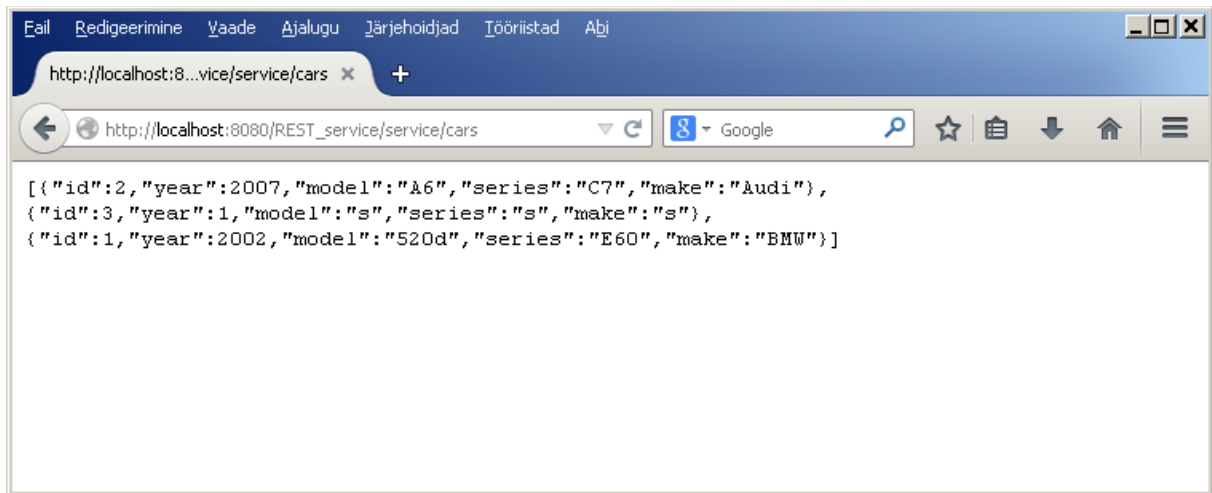 Fail Redigeerimine Vaade Ajalugu Järjehoidjad Tööriistad Abi
http://localhost:8...vice/service/cars
http://localhost:8080/REST_service/service/cars Google
[{"id":2,"year":2007,"model":"A6","series":"C7","make":"Audi"},
{"id":3,"year":1,"model":"s","series":"s","make":"s"},
{"id":1,"year":2002,"model":"520d","series":"E60","make":"BMW"}]